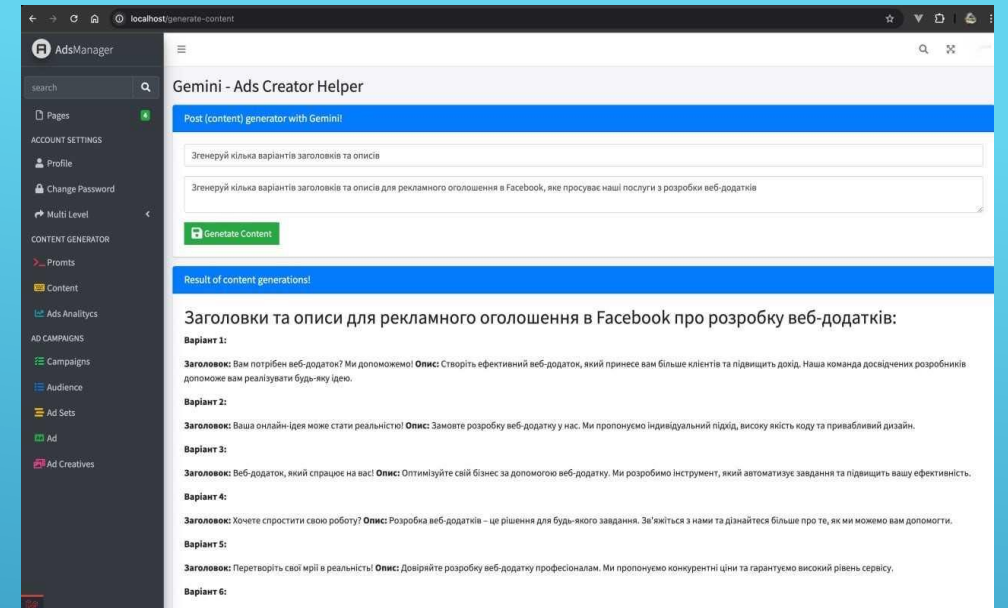 localhost/generate-content
AdsManager
search
Pages 4
ACCOUNT SETTINGS
Profile
Change Password
Multi Level
CONTENT GENERATOR
Promts
Content
Ads Analitycs
AD CAMPAIGNS
Campaigns
Audience
Ad Sets
Ad
Ad Creatives
Gemini - Ads Creator Helper
Post (content) generator with Gemini!
Згенеруй кілька варіантів заголовків та описів
Згенеруй кілька варіантів заголовків та описів для рекламного оголошення в Facebook, яке просуває наші послуги з розробки веб-додатків
Genetate Content
Result of content generations!
Заголовки та описи для рекламного оголошення в Facebook про розробку веб-додатків:
Варіант 1:
Заголовок: Вам потрібен веб-додаток? Ми допоможемо! Опис: Створіть ефективний веб-додаток, який принесе вам більше клієнтів та підвищить дохід. Наша команда досвідчених розробників
допоможе вам реалізувати будь-яку ідею.
Варіант 2:
Заголовок: Ваша онлайн-ідея може стати реальністю! Опис: Замовте розробку веб-додатку у нас. Ми пропонуємо індивідуальний підхід, високу якість коду та привабливий дизайн.
Варіант 3:
Заголовок: Веб-додаток, який спрацює на вас! Опис: Оптимізуйте свій бізнес за допомогою веб-додатку. Ми розробимо інструмент, який автоматизує завдання та підвищить вашу ефективність.
Варіант 4:
Заголовок: Хочете спростити свою роботу? Опис: Розробка веб-додатків – це рішення для будь-якого завдання. Зв'яжіться з нами та дізнайтеся більше про те, як ми можемо вам допомогти.
Варіант 5:
Заголовок: Перетворіть свої мрії в реальність! Опис: Довіряйте розробку веб-додатку професіоналам. Ми пропонуємо конкурентні ціни та гарантуємо високий рівень сервісу.
Варіант 6: